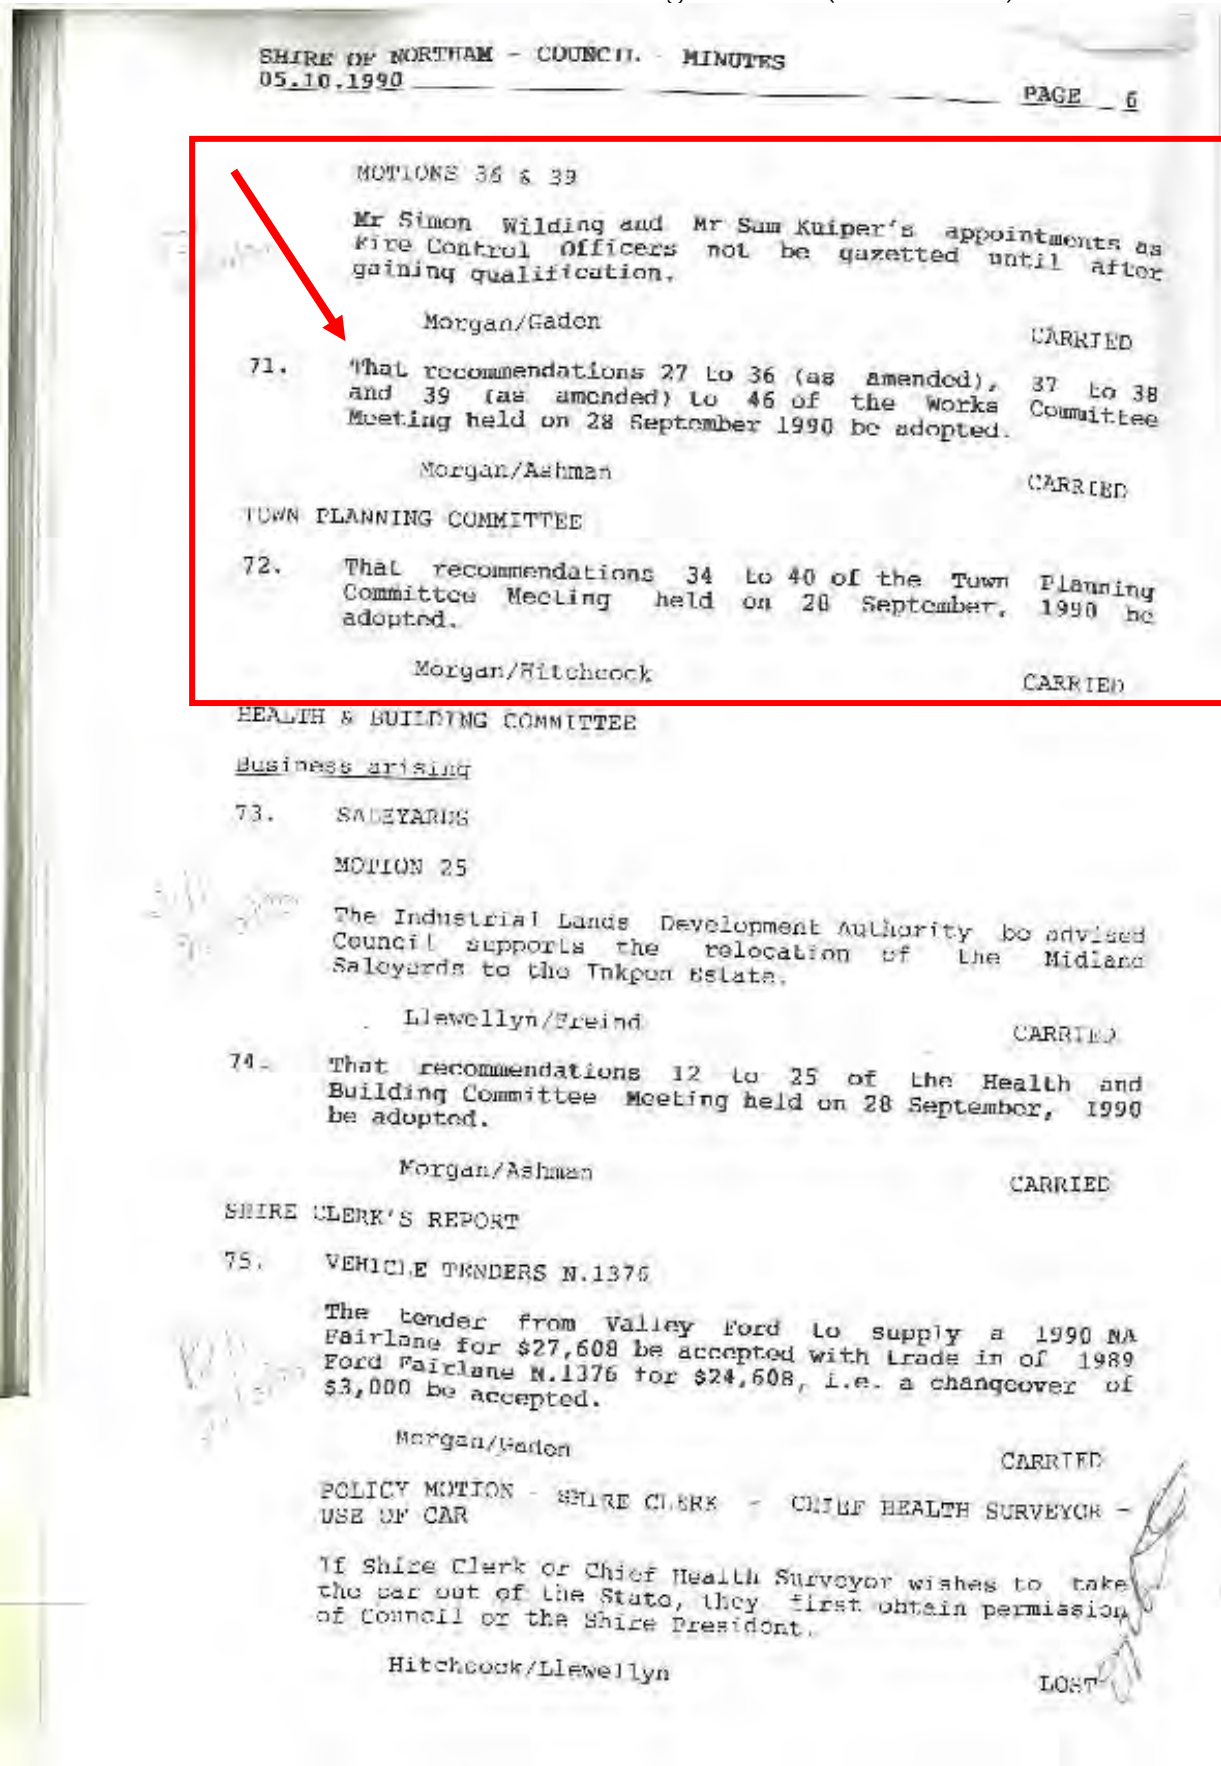 SHIRE OF NORTHAM - COUNCIL - MINUTES
05.10.1990
PAGE 6
MOTIONS 36 & 39
Mr Simon Wilding and Mr Sam Kuiper's appointments as
Fire Control Officers not be gazetted until after
gaining qualification.
Morgan/Gadon
CARRIED
71. That recommendations 27 to 36 (as amended), 37 to 38
and 39 (as amended) to 46 of the Works Committee
Meeting held on 28 September 1990 be adopted.
Morgan/Ashman
CARRIED
TOWN PLANNING COMMITTEE
72. That recommendations 34 to 40 of the Town Planning
Committee Meeting held on 28 September, 1990 be
adopted.
Morgan/Hitchcock
CARRIED
HEALTH & BUILDING COMMITTEE
Business arising
73. SALEYARDS
MOTION 25
The Industrial Lands Development Authority be advised
Council supports the relocation of the Midland
Saleyards to the Inkpen Estate.
Llewellyn/Freind
CARRIED
74. That recommendations 12 to 25 of the Health and
Building Committee Meeting held on 28 September, 1990
be adopted.
Morgan/Ashman
CARRIED
SHIRE CLERK'S REPORT
75. VEHICLE TENDERS N.1376
The tender from Valley Ford to supply a 1990 NA
Fairlane for $27,608 be accepted with trade in of 1989
Ford Fairlane N.1376 for $24,608, i.e. a changeover of
$3,000 be accepted.
Morgan/Gadon
CARRIED
POLICY MOTION - SHIRE CLERK - CHIEF HEALTH SURVEYOR -
USE OF CAR
If Shire Clerk or Chief Health Surveyor wishes to take
the car out of the State, they first obtain permission
of Council or the Shire President.
Hitchcock/Llewellyn
LOST